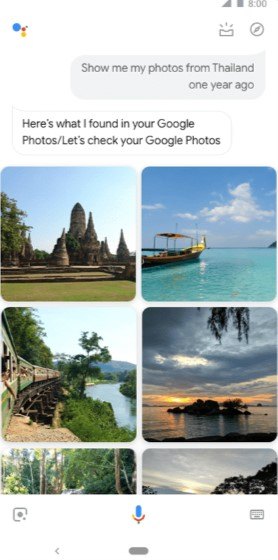 8:00
Show me my photos from Thailand
one year ago
Here's what I found in your Google
Photos/Let's check your Google Photos